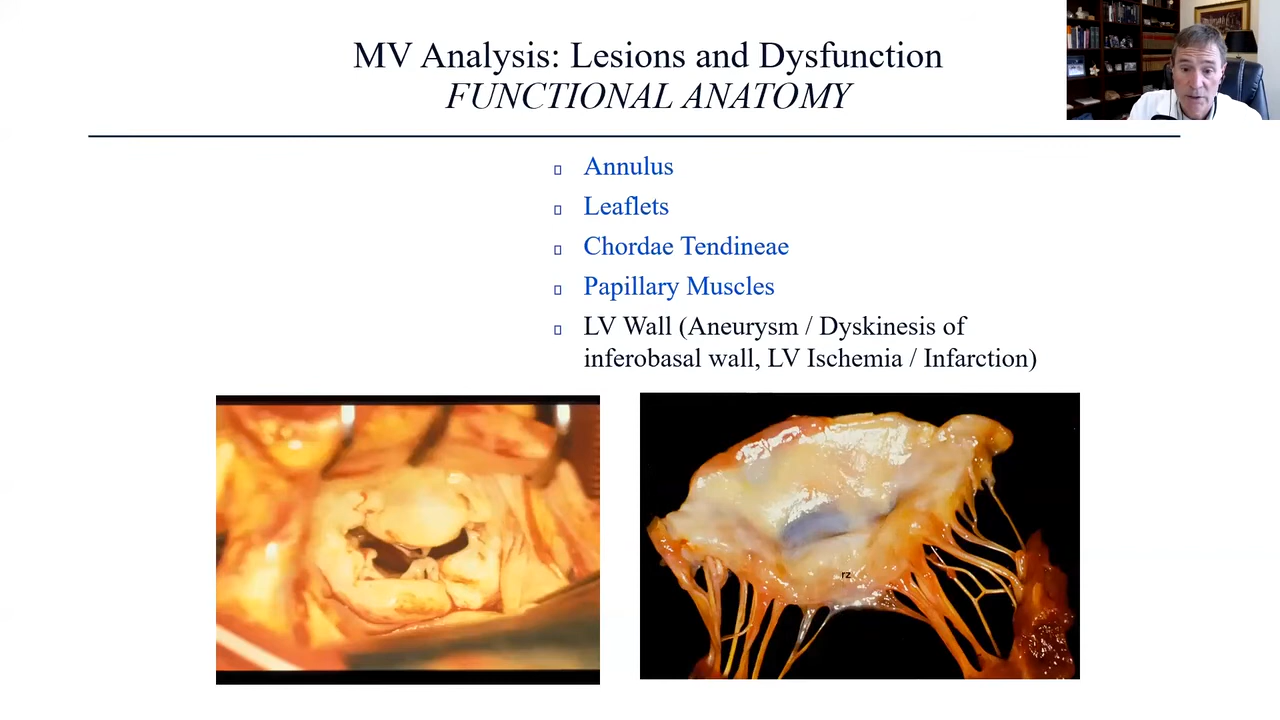 MV Analysis: Lesions and Dysfunction
FUNCTIONAL ANATOMY
Annulus
Leaflets
Chordae Tendineae
Papillary Muscles
LV Wall (Aneurysm / Dyskinesis of
inferobasal wall, LV Ischemia / Infarction)
rz